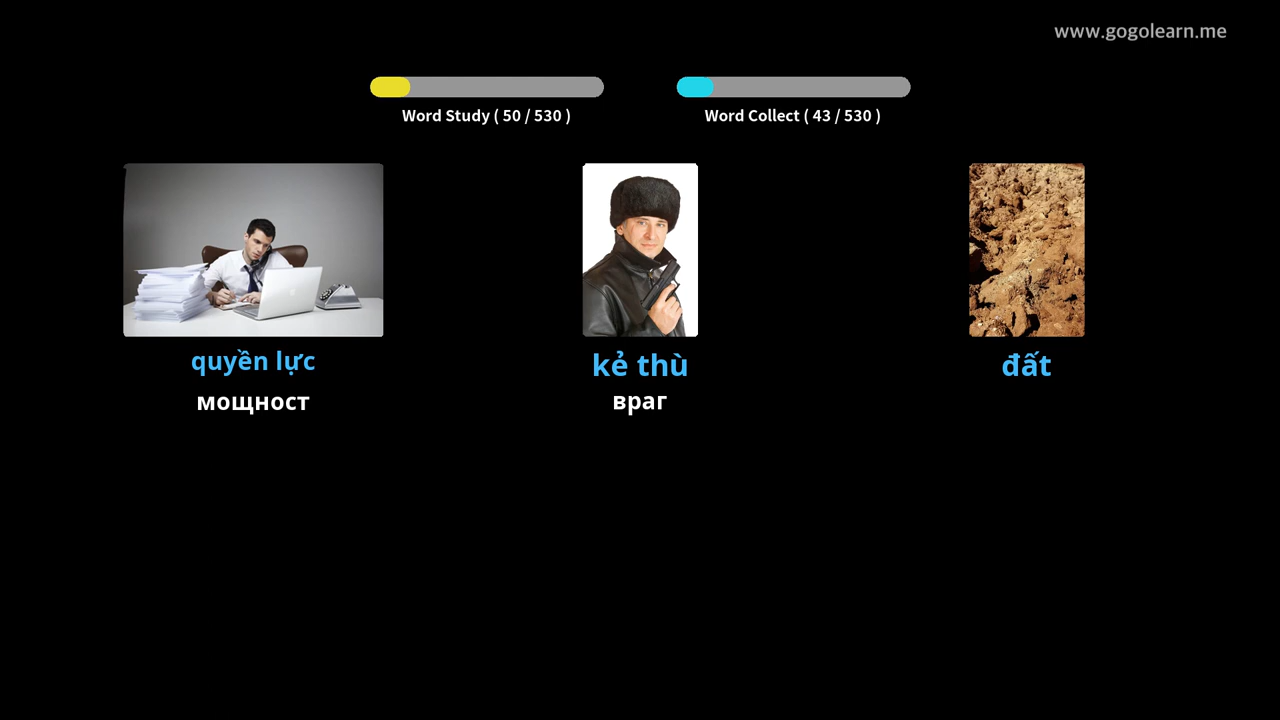 www.gogolearn.me
Word Study ( 50 / 530 )
Word Collect ( 43 / 530 )
quyền lực
мощност
kẻ thù
враг
đất